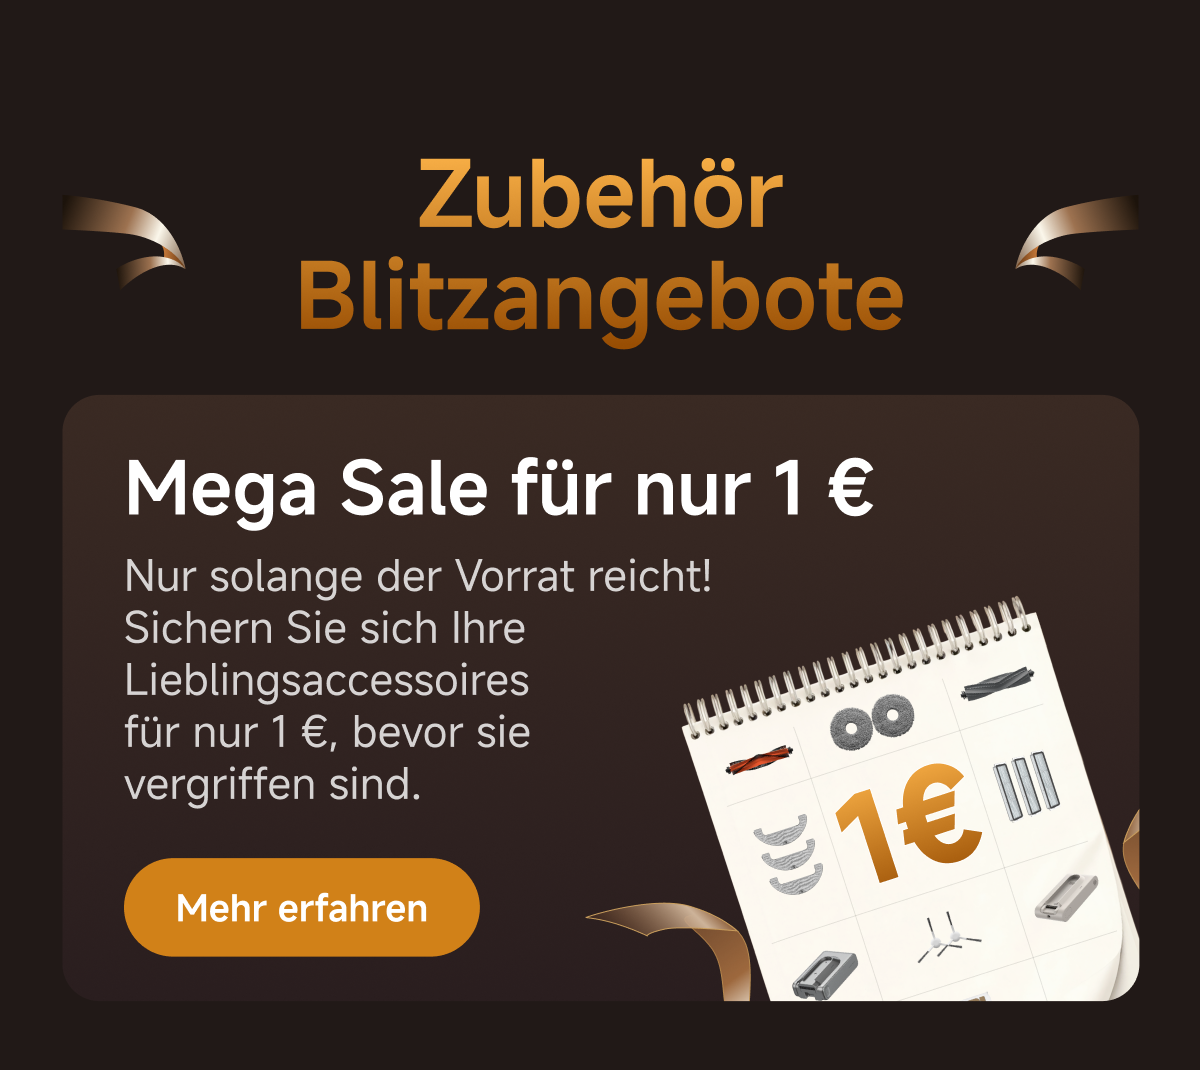 Zubehör
Blitzangebote
Mega Sale für nur 1 €
Nur solange der Vorrat reicht!
Sichern Sie sich Ihre
Lieblingsaccessoires
für nur 1 €, bevor sie
vergriffen sind.
1€
Mehr erfahren